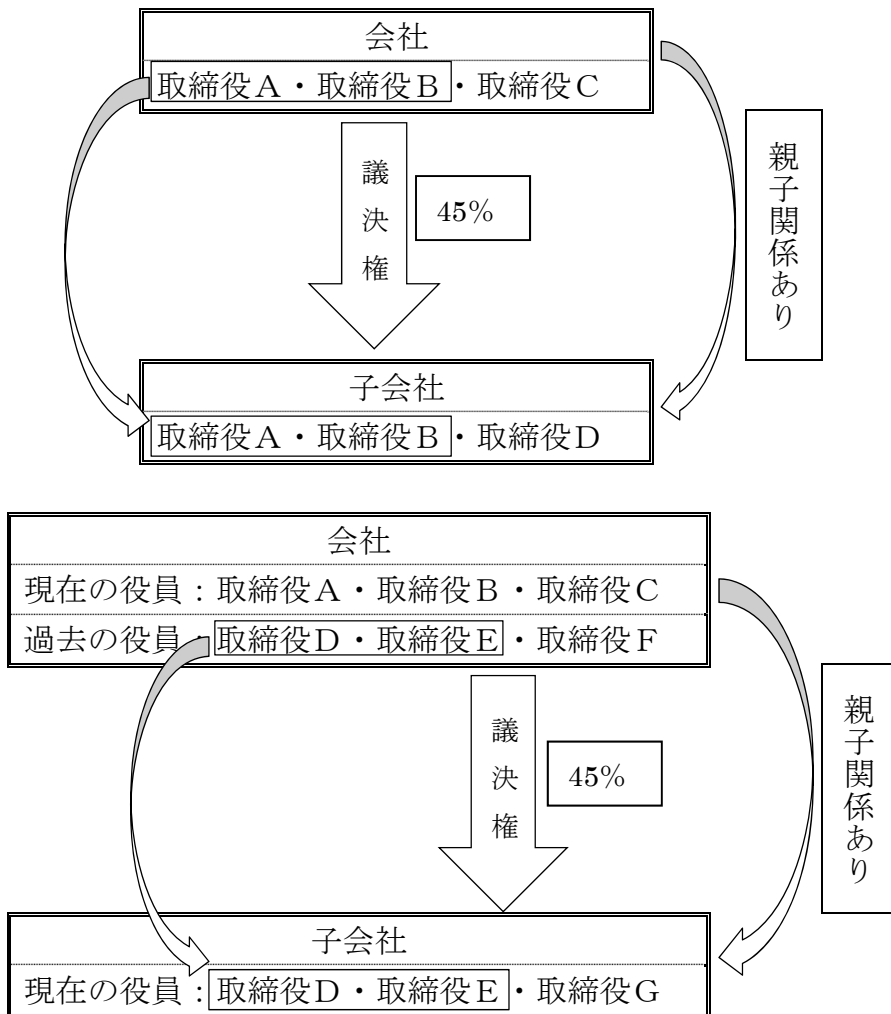 会社
取締役A・取締役B・取締役C
議決権
45%
親子関係あり
子会社
取締役A・取締役B・取締役D
会社
現在の役員：取締役A・取締役B・取締役C
過去の役員：取締役D・取締役E・取締役F
議決権
45%
親子関係あり
子会社
現在の役員：取締役D・取締役E・取締役G